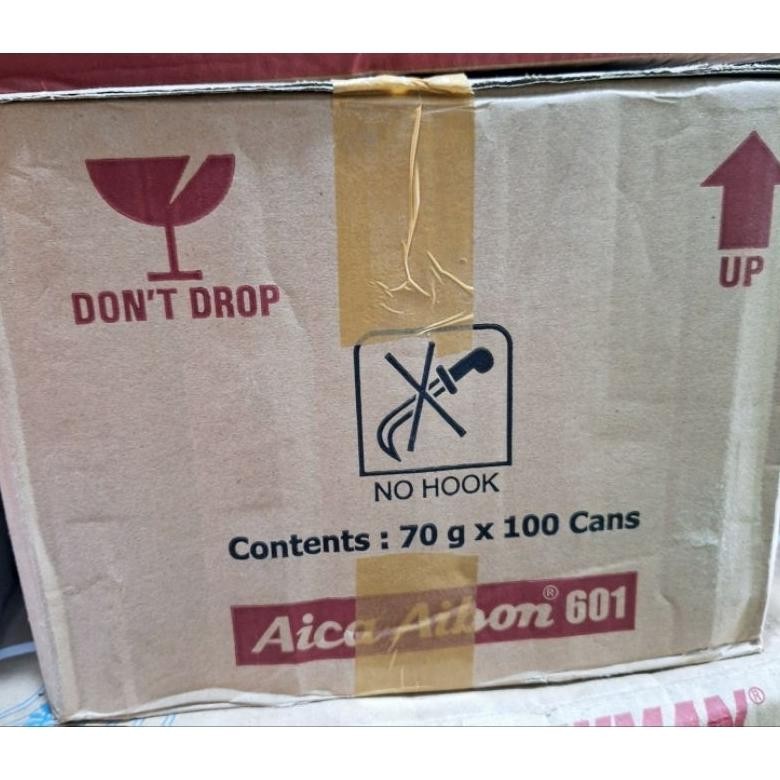 DON'T DROP
UP
NO HOOK
Contents : 70 g x 100 Cans
Aica Aibon® 601